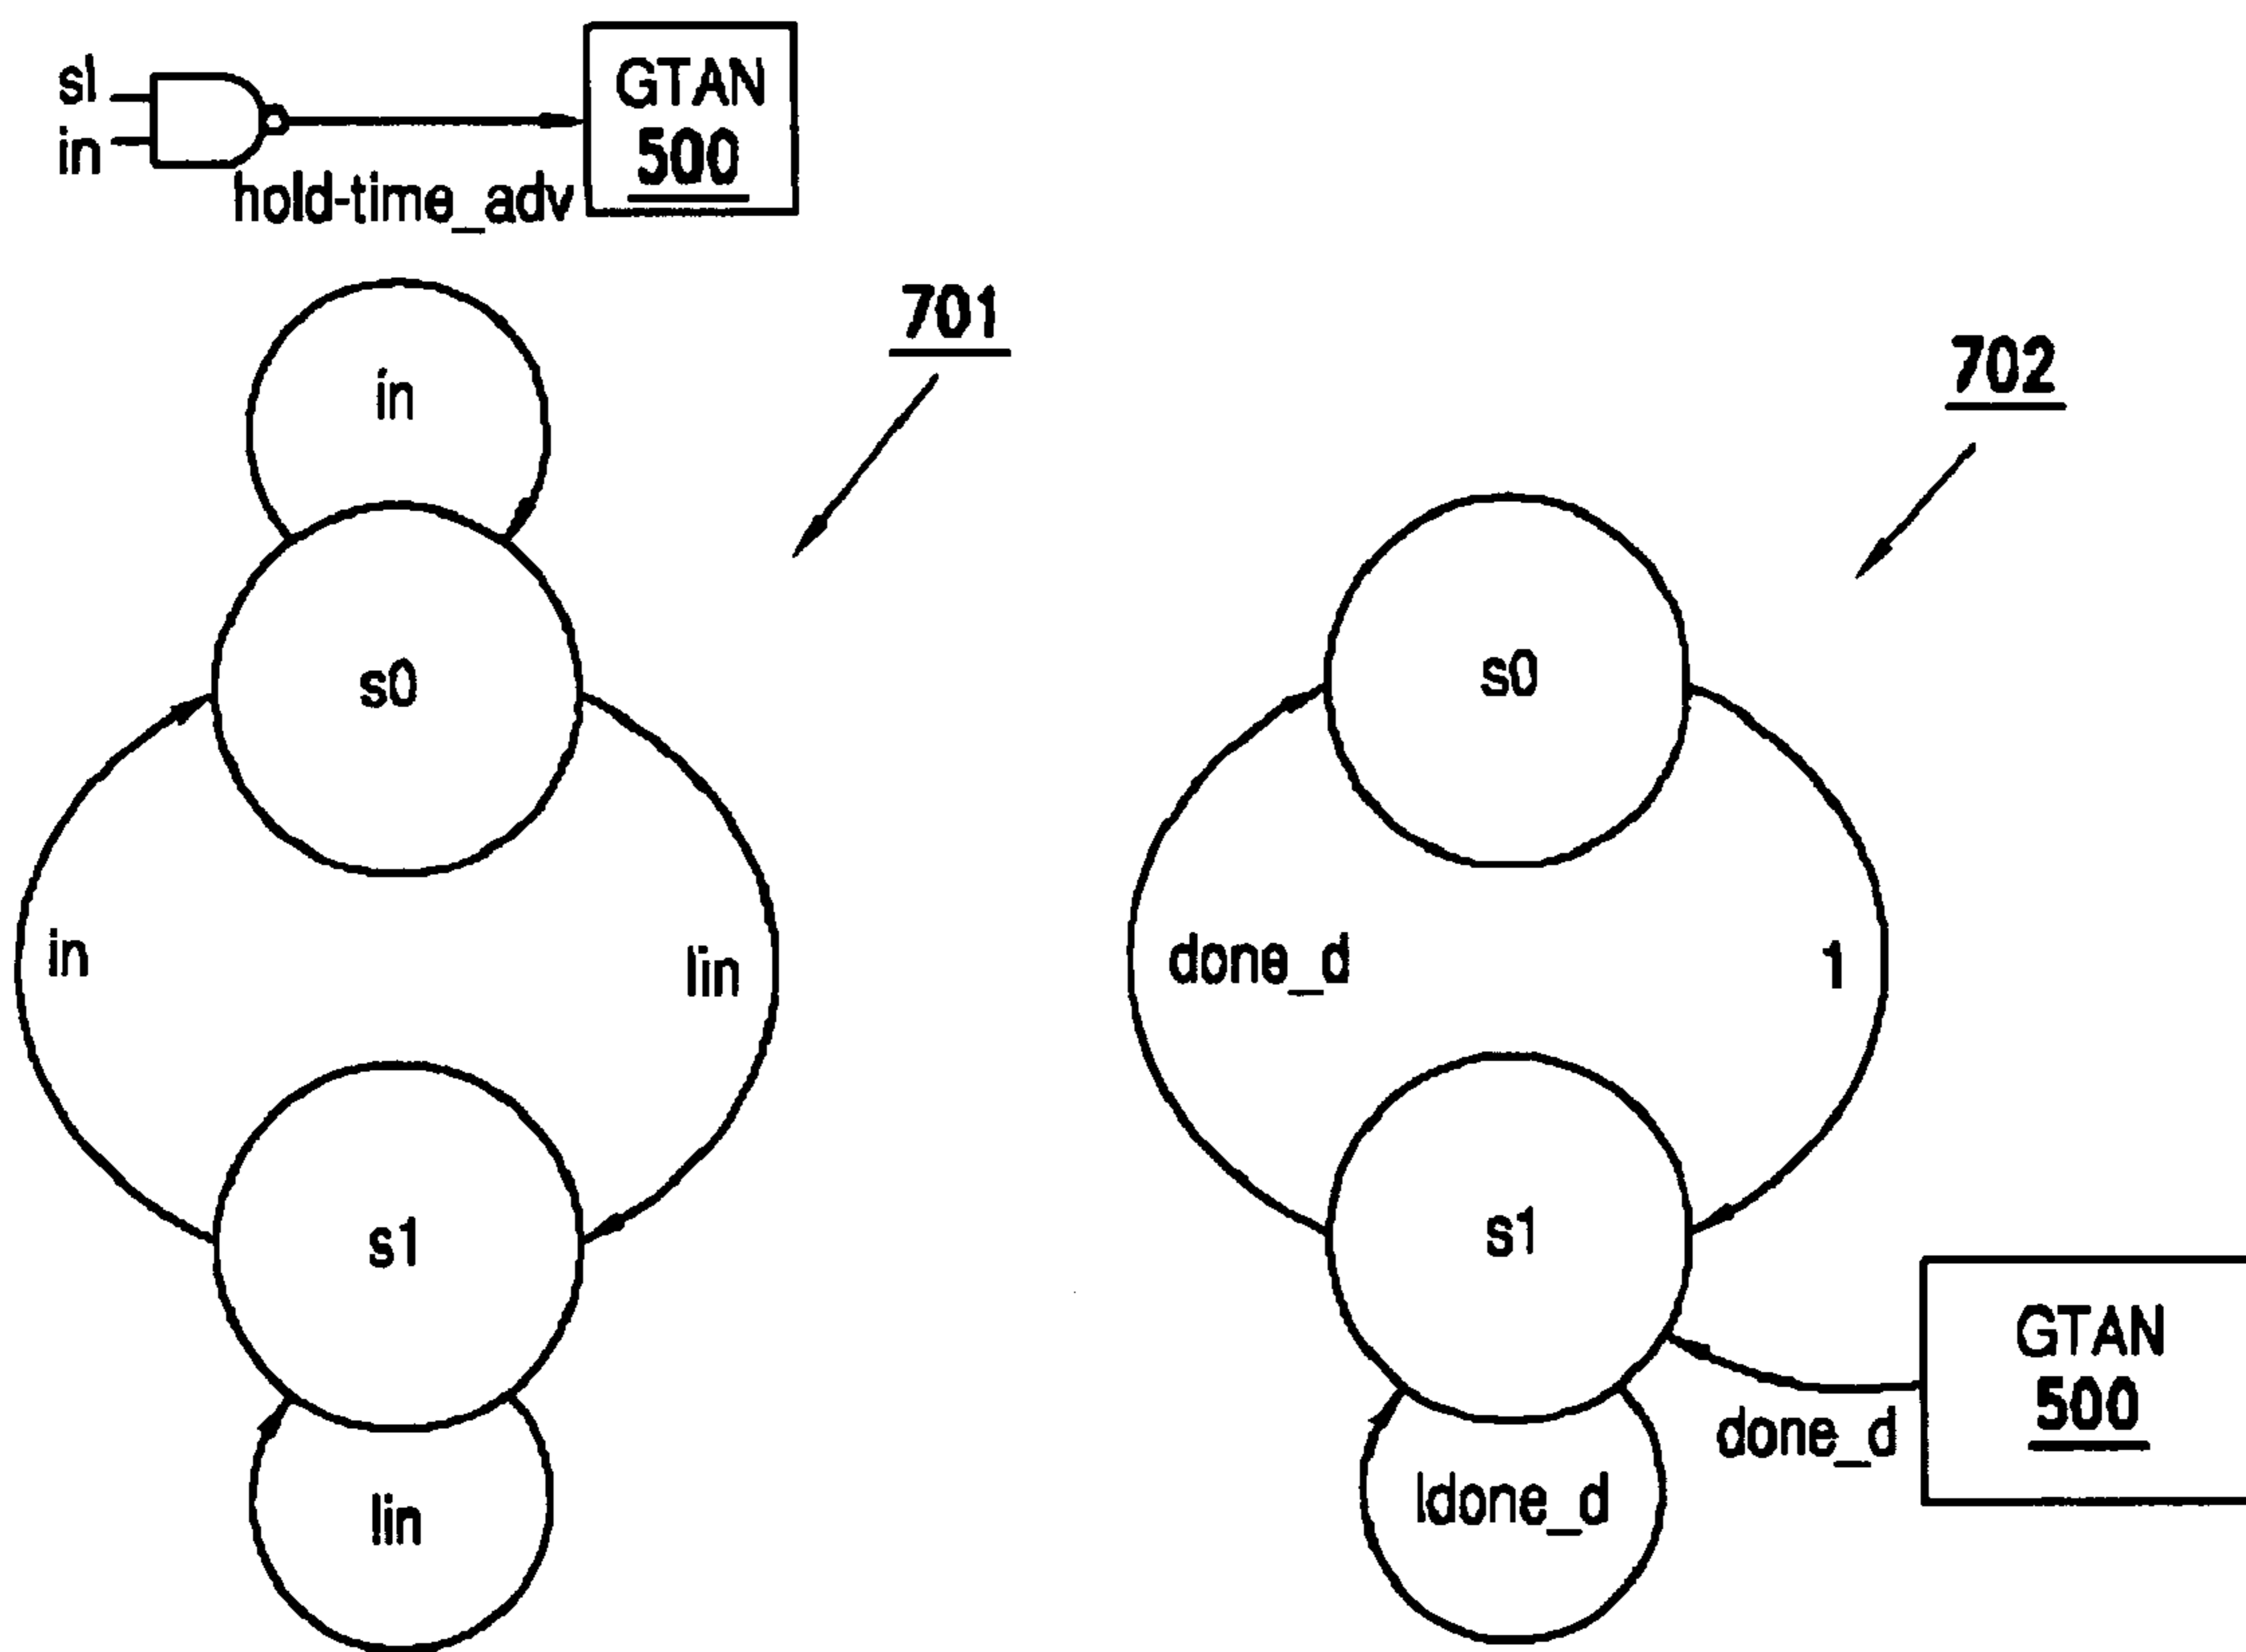 sl
in
hold-time_adv
GTAN
500
701
in
s0
in
lin
s1
lin
702
s0
done_d
1
s1
ldone_d
done_d
GTAN
500